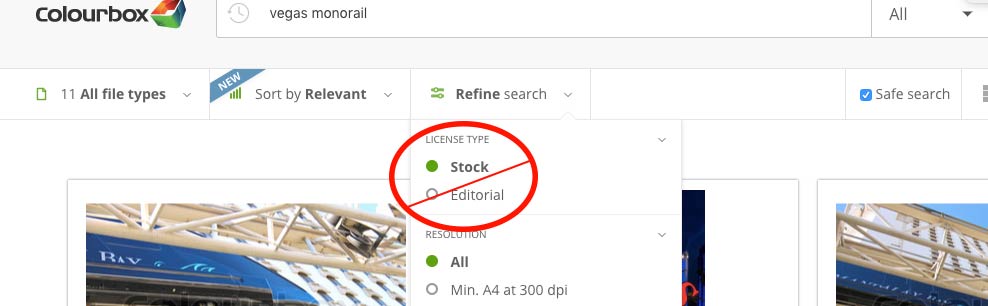 Colourbox
vegas monorail
All
NEW
11 All file types
Sort by Relevant
Refine search
Safe search
LICENSE TYPE
Stock
Editorial
RESOLUTION
All
Min. A4 at 300 dpi
BAY